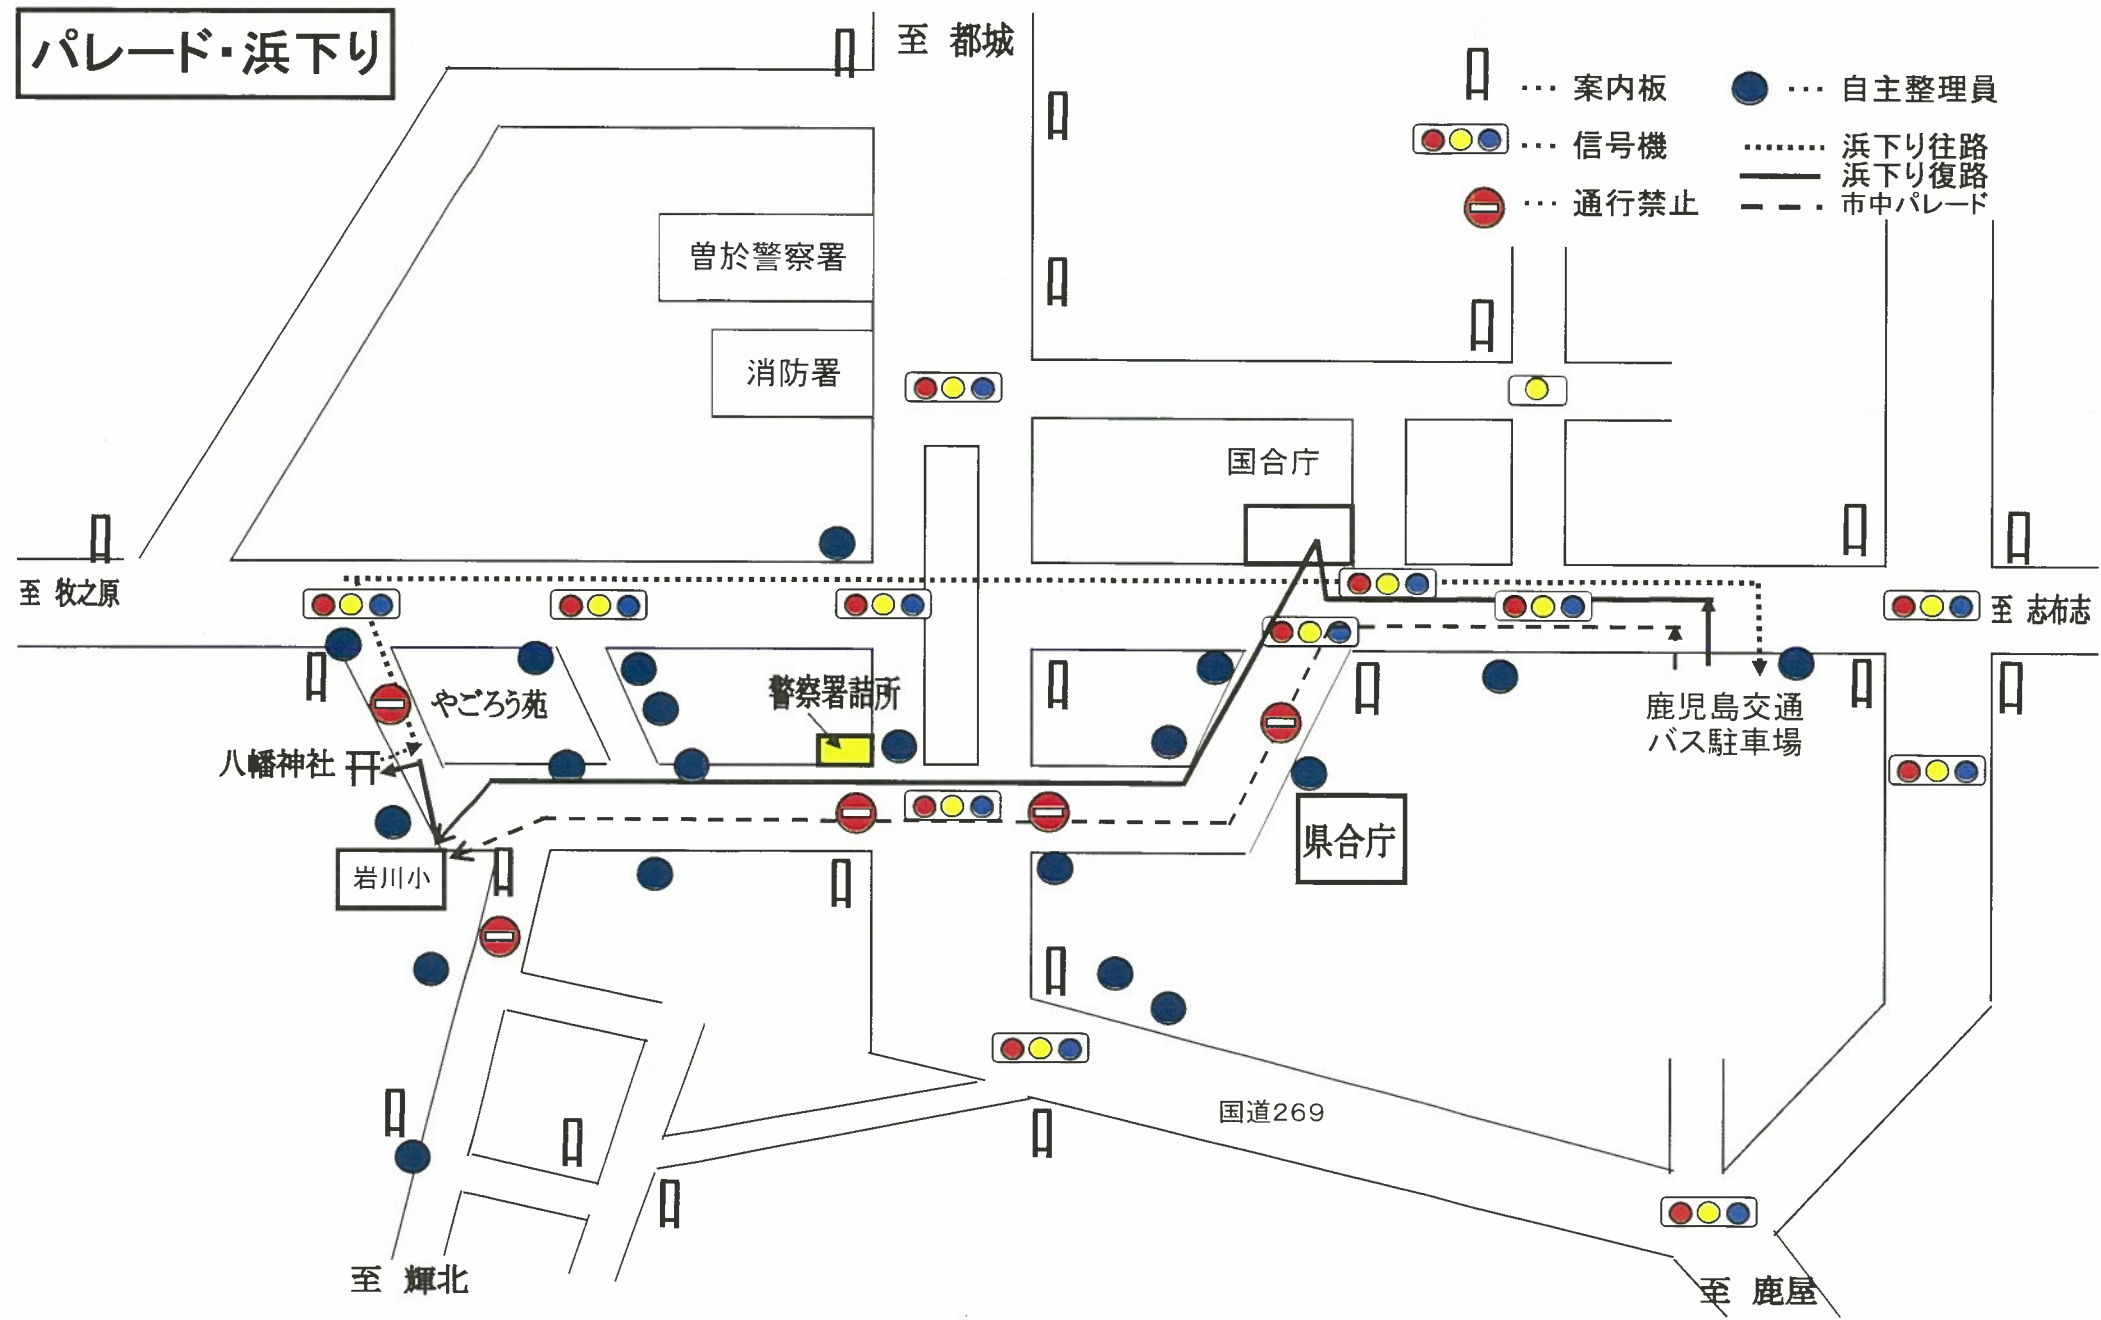 パレード・浜下り
至 都城
… 案内板
… 自主整理員
… 信号機
浜下り往路
浜下り復路
… 通行禁止
市中パレード
曽於警察署
消防署
国合庁
至 牧之原
至 志布志
やごろう苑
警察署詰所
鹿児島交通
バス駐車場
八幡神社
県合庁
岩川小
国道269
至 輝北
至 鹿屋